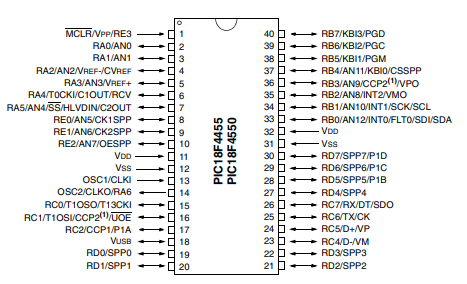 MCLR/VPP/RE3 1 40 RB7/KBI3/PGD
RA0/AN0 2 39 RB6/KBI2/PGC
RA1/AN1 3 38 RB5/KBI1/PGM
RA2/AN2/VREF-/CVREF 4 37 RB4/AN11/KBI0/CSSPP
RA3/AN3/VREF+ 5 36 RB3/AN9/CCP2(1)/VPO
RA4/T0CKI/C1OUT/RCV 6 35 RB2/AN8/INT2/VMO
RA5/AN4/SS/HLVDIN/C2OUT 7 34 RB1/AN10/INT1/SCK/SCL
RE0/AN5/CK1SPP 8 33 RB0/AN12/INT0/FLT0/SDI/SDA
RE1/AN6/CK2SPP 9 32 VDD
RE2/AN7/OESPP 10 31 VSS
VDD 11 30 RD7/SPP7/P1D
VSS 12 29 RD6/SPP6/P1C
OSC1/CLKI 13 28 RD5/SPP5/P1B
OSC2/CLKO/RA6 14 27 RD4/SPP4
RC0/T1OSO/T13CKI 15 26 RC7/RX/DT/SDO
RC1/T1OSI/CCP2(1)/UOE 16 25 RC6/TX/CK
RC2/CCP1/P1A 17 24 RC5/D+/VP
VUSB 18 23 RC4/D-/VM
RD0/SPP0 19 22 RD3/SPP3
RD1/SPP1 20 21 RD2/SPP2
PIC18F4455
PIC18F4550